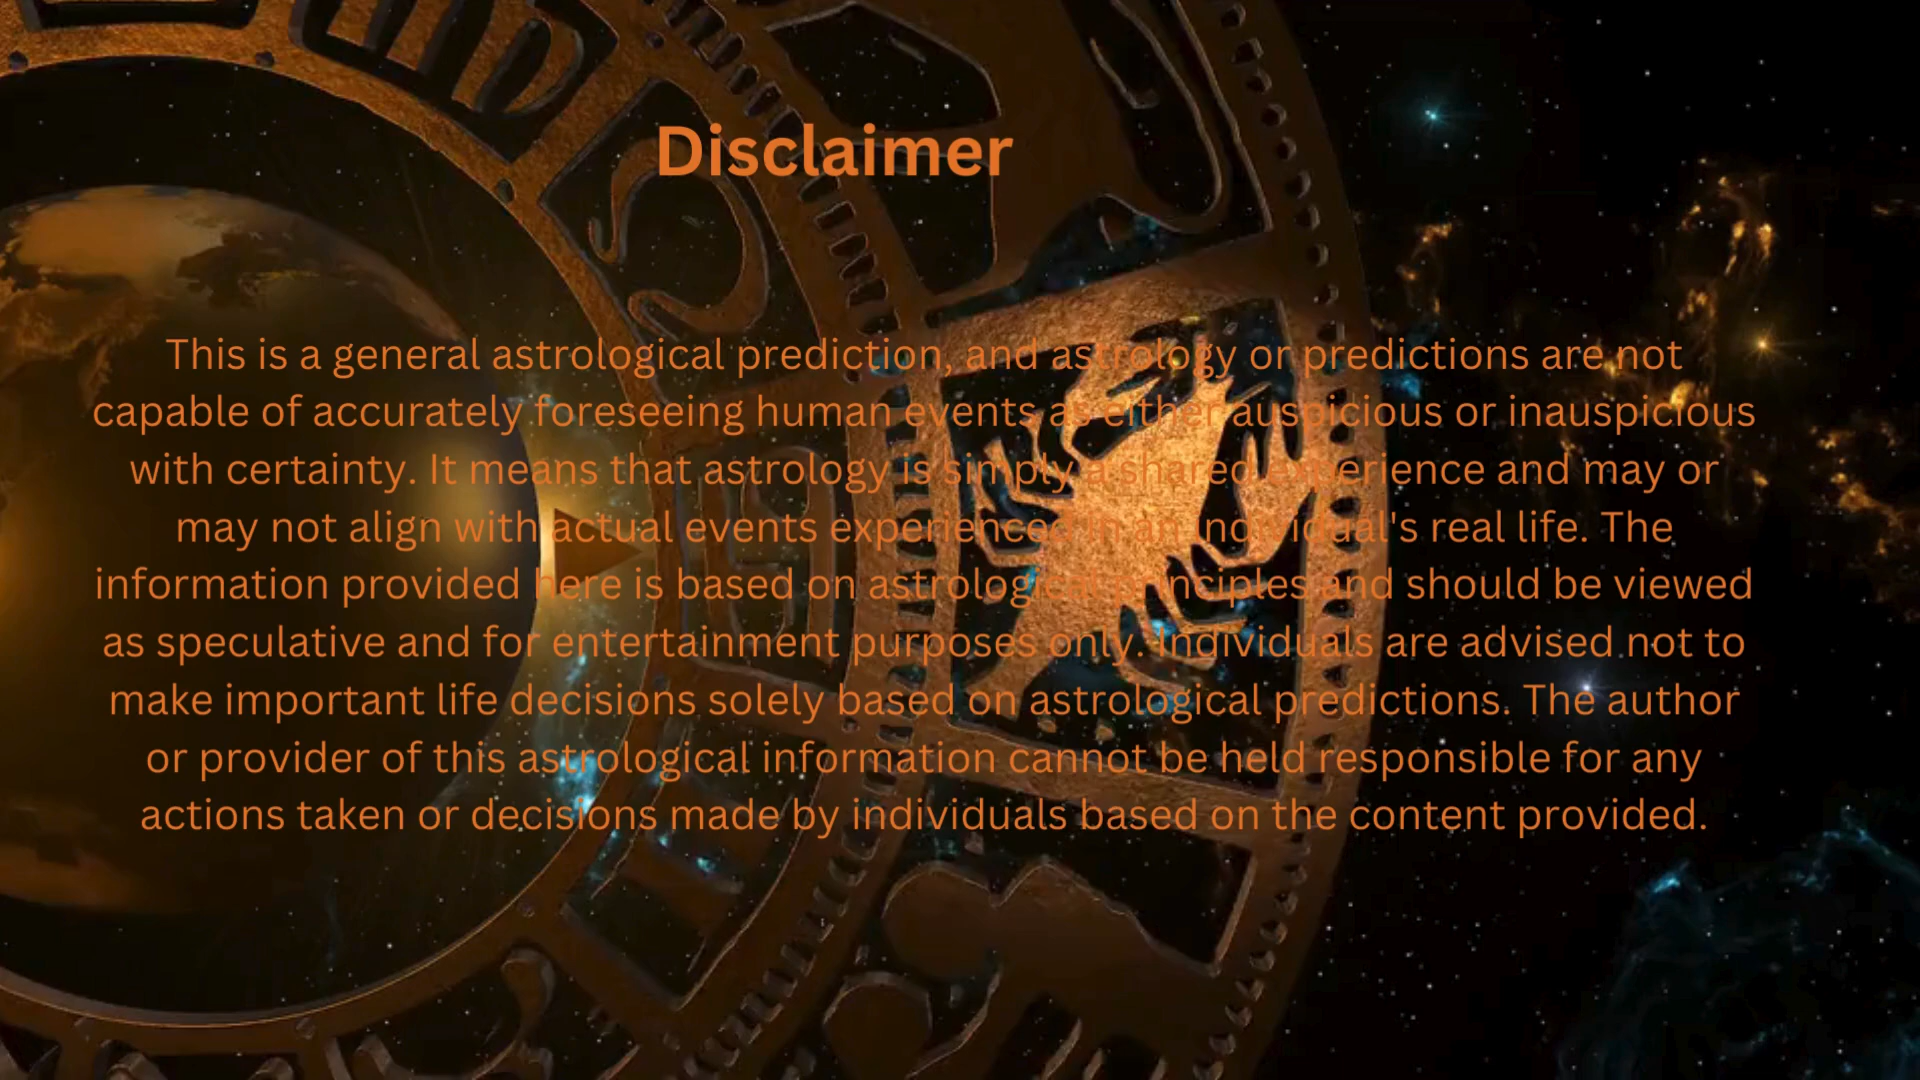 Disclaimer
This is a general astrological prediction, and astrology or predictions are not
capable of accurately foreseeing human events as either auspicious or inauspicious
with certainty. It means that astrology is simply a shared experience and may or
may not align with actual events experienced in an individual's real life. The
information provided here is based on astrological principles and should be viewed
as speculative and for entertainment purposes only. Individuals are advised not to
make important life decisions solely based on astrological predictions. The author
or provider of this astrological information cannot be held responsible for any
actions taken or decisions made by individuals based on the content provided.